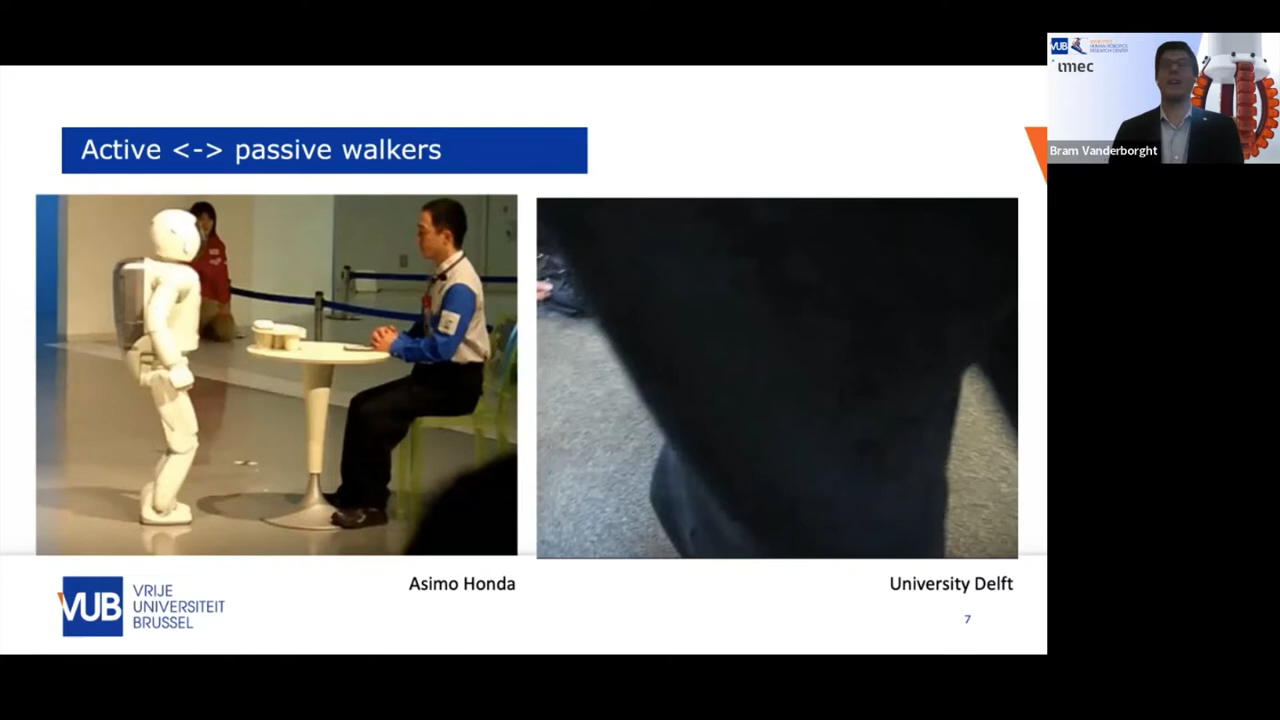 Active <-> passive walkers
Asimo Honda
University Delft
VUB
VRIJE
UNIVERSITEIT
BRUSSEL
7
VUB
imec
Bram Vanderborght